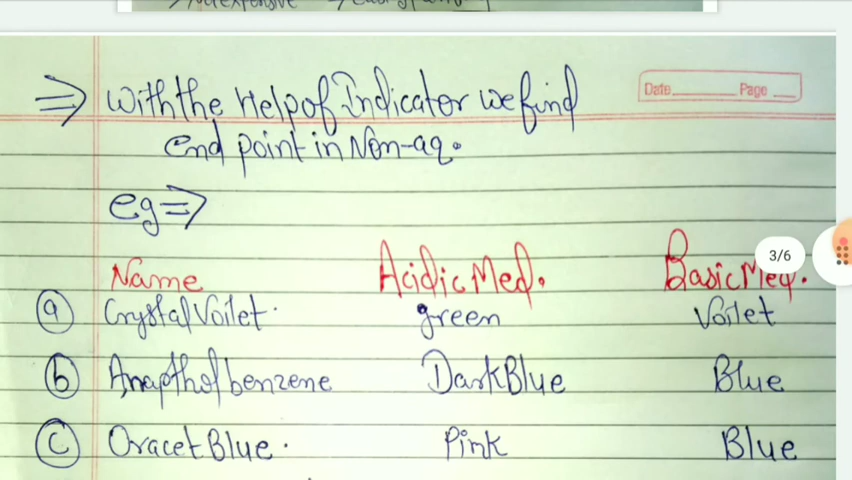 ⇒ With the Help of Indicator we find
Date Page
end point in Non-aq.
eg ⇒
3/6
Name Acidic Med. Basic Med.
(a) Crystal Voilet. green Voilet
(b) Anapthol benzene Dark Blue Blue
(c) Oracet Blue. Pink Blue